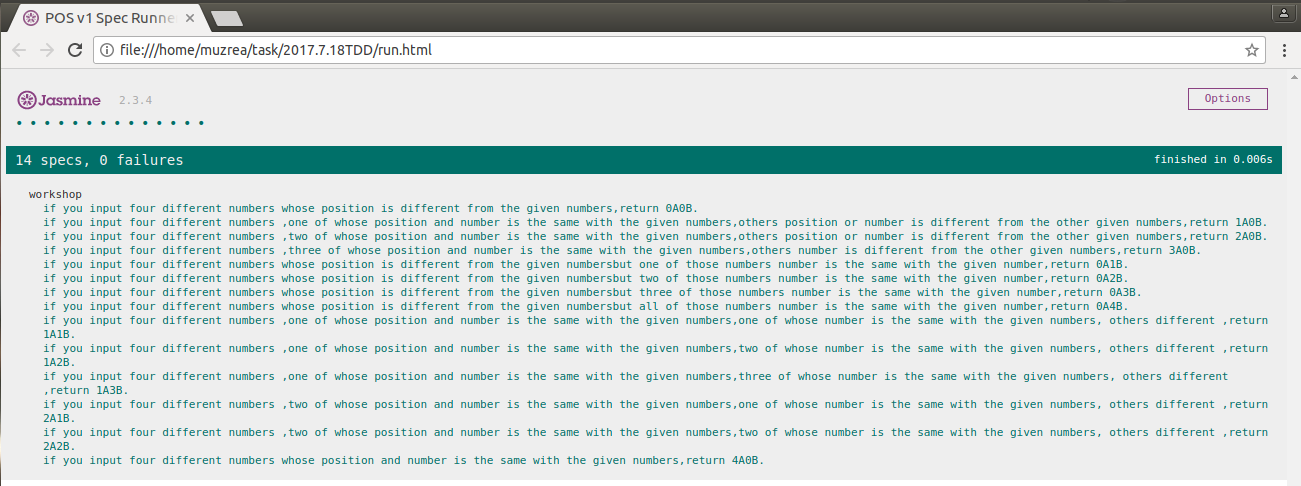 POS v1 Spec Runne
file:///home/muzrea/task/2017.7.18TDD/run.html
Jasmine 2.3.4
Options
14 specs, 0 failures
finished in 0.006s
workshop
if you input four different numbers whose position is different from the given numbers,return 0A0B.
if you input four different numbers ,one of whose position and number is the same with the given numbers,others position or number is different from the other given numbers,return 1A0B.
if you input four different numbers ,two of whose position and number is the same with the given numbers,others position or number is different from the other given numbers,return 2A0B.
if you input four different numbers ,three of whose position and number is the same with the given numbers,others number is different from the other given numbers,return 3A0B.
if you input four different numbers whose position is different from the given numbersbut one of those numbers number is the same with the given number,return 0A1B.
if you input four different numbers whose position is different from the given numbersbut two of those numbers number is the same with the given number,return 0A2B.
if you input four different numbers whose position is different from the given numbersbut three of those numbers number is the same with the given number,return 0A3B.
if you input four different numbers whose position is different from the given numbersbut all of those numbers number is the same with the given number,return 0A4B.
if you input four different numbers ,one of whose position and number is the same with the given numbers,one of whose number is the same with the given numbers, others different ,return
1A1B.
if you input four different numbers ,one of whose position and number is the same with the given numbers,two of whose number is the same with the given numbers, others different ,return
1A2B.
if you input four different numbers ,one of whose position and number is the same with the given numbers,three of whose number is the same with the given numbers, others different
,return 1A3B.
if you input four different numbers ,two of whose position and number is the same with the given numbers,one of whose number is the same with the given numbers, others different ,return
2A1B.
if you input four different numbers ,two of whose position and number is the same with the given numbers,two of whose number is the same with the given numbers, others different ,return
2A2B.
if you input four different numbers whose position and number is the same with the given numbers,return 4A0B.